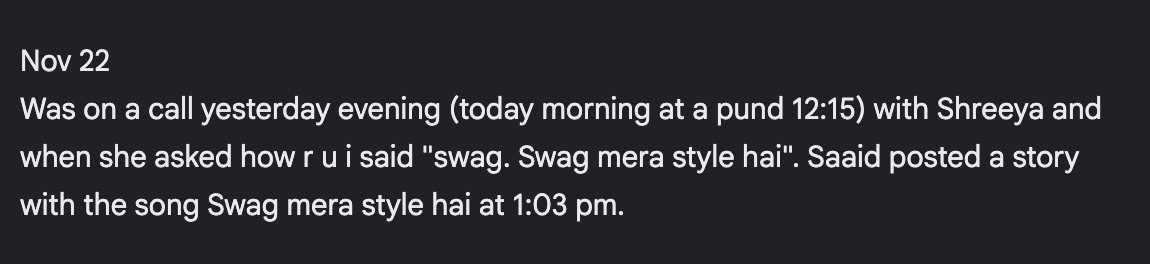 Nov 22
Was on a call yesterday evening (today morning at a pund 12:15) with Shreeya and
when she asked how r u i said "swag. Swag mera style hai". Saaid posted a story
with the song Swag mera style hai at 1:03 pm.